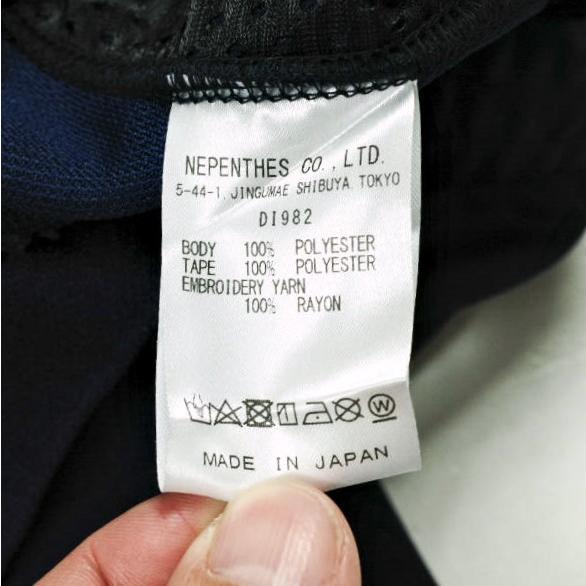 NEPENTHES CO., LTD.
5-44-1, JINGUMAE SHIBUYA TOKYO
DI982
BODY 100% POLYESTER
TAPE 100% POLYESTER
EMBROIDERY YARN
100% RAYON
W
MADE IN JAPAN